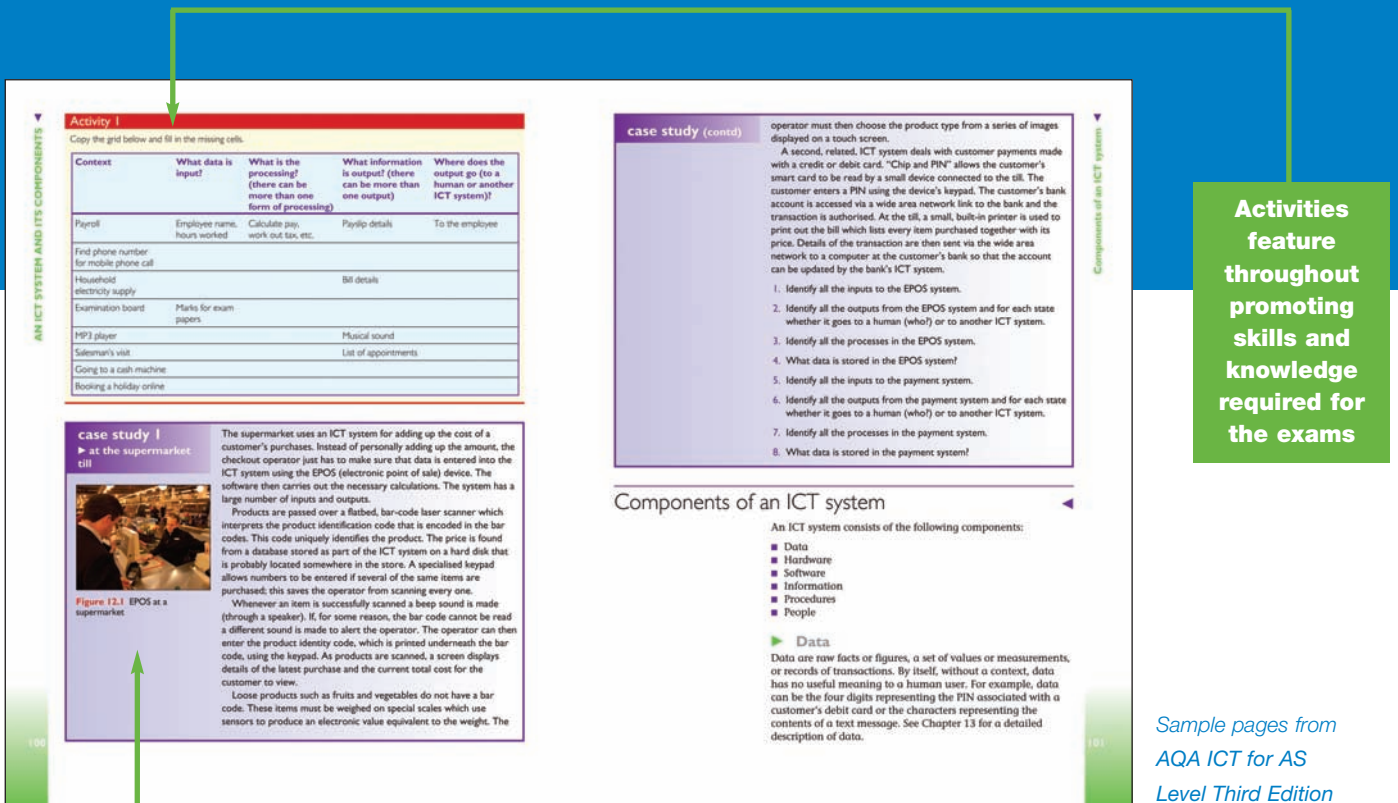 AN ICT SYSTEM AND ITS COMPONENTS
Activity 1
Copy the grid below and fill in the missing cells.
Context
What data is
input?
What is the
processing?
(there can be
more than one
form of processing)
What information
is output? (there
can be more than
one output)
Where does the
output go (to a
human or another
ICT system)?
Payroll
Employee name,
hours worked
Calculate pay,
work out tax, etc.
Payslip details
To the employee
Find phone number
for mobile phone call
Household
electricity supply
Bill details
Examination board
Marks for exam
papers
MP3 player
Musical sound
Salesman's visit
List of appointments
Going to a cash machine
Booking a holiday online
case study 1
▶ at the supermarket
till
Figure 12.1 EPOS at a
supermarket
The supermarket uses an ICT system for adding up the cost of a
customer's purchases. Instead of personally adding up the amount, the
checkout operator just has to make sure that data is entered into the
ICT system using the EPOS (electronic point of sale) device. The
software then carries out the necessary calculations. The system has a
large number of inputs and outputs.
Products are passed over a flatbed, bar-code laser scanner which
interprets the product identification code that is encoded in the bar
codes. This code uniquely identifies the product. The price is found
from a database stored as part of the ICT system on a hard disk that
is probably located somewhere in the store. A specialised keypad
allows numbers to be entered if several of the same items are
purchased; this saves the operator from scanning every one.
Whenever an item is successfully scanned a beep sound is made
(through a speaker). If, for some reason, the bar code cannot be read
a different sound is made to alert the operator. The operator can then
enter the product identity code, which is printed underneath the bar
code, using the keypad. As products are scanned, a screen displays
details of the latest purchase and the current total cost for the
customer to view.
Loose products such as fruits and vegetables do not have a bar
code. These items must be weighed on special scales which use
sensors to produce an electronic value equivalent to the weight. The
100
case study (contd)
operator must then choose the product type from a series of images
displayed on a touch screen.
A second, related, ICT system deals with customer payments made
with a credit or debit card. "Chip and PIN" allows the customer's
smart card to be read by a small device connected to the till. The
customer enters a PIN using the device's keypad. The customer's bank
account is accessed via a wide area network link to the bank and the
transaction is authorised. At the till, a small, built-in printer is used to
print out the bill which lists every item purchased together with its
price. Details of the transaction are then sent via the wide area
network to a computer at the customer's bank so that the account
can be updated by the bank's ICT system.
1. Identify all the inputs to the EPOS system.
2. Identify all the outputs from the EPOS system and for each state
whether it goes to a human (who?) or to another ICT system.
3. Identify all the processes in the EPOS system.
4. What data is stored in the EPOS system?
5. Identify all the inputs to the payment system.
6. Identify all the outputs from the payment system and for each state
whether it goes to a human (who?) or to another ICT system.
7. Identify all the processes in the payment system.
8. What data is stored in the payment system?
Components of an ICT system
An ICT system consists of the following components:
■ Data
■ Hardware
■ Software
■ Information
■ Procedures
■ People
▶ Data
Data are raw facts or figures, a set of values or measurements,
or records of transactions. By itself, without a context, data
has no useful meaning to a human user. For example, data
can be the four digits representing the PIN associated with a
customer's debit card or the characters representing the
contents of a text message. See Chapter 13 for a detailed
description of data.
Components of an ICT system
101
Activities
feature
throughout
promoting
skills and
knowledge
required for
the exams
Sample pages from
AQA ICT for AS
Level Third Edition